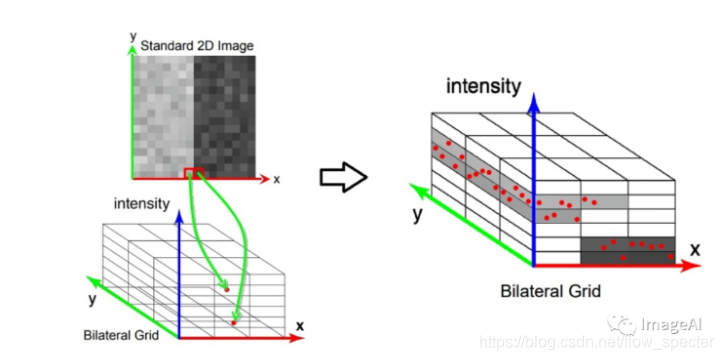 y
Standard 2D Image
x
intensity
y
x
Bilateral Grid
intensity
y
x
Bilateral Grid
ImageAI
https://blog.csdn.net/flow_specter